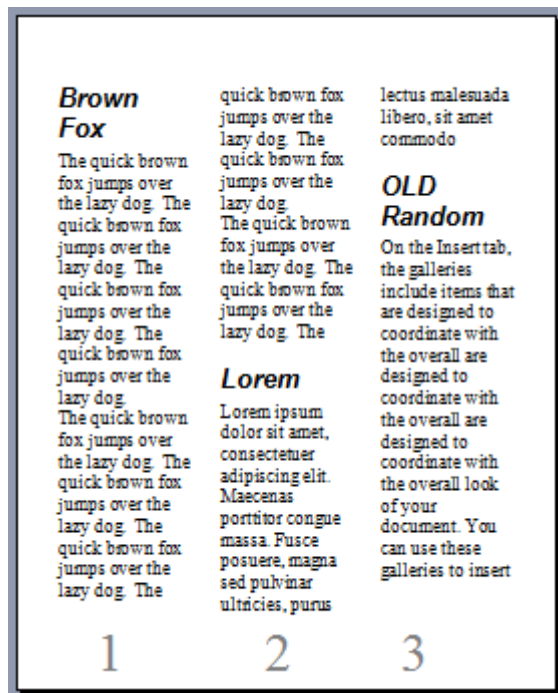 Brown
Fox
The quick brown
fox jumps over
the lazy dog. The
quick brown fox
jumps over the
lazy dog. The
quick brown fox
jumps over the
lazy dog. The
quick brown fox
jumps over the
lazy dog.
The quick brown
fox jumps over
the lazy dog. The
quick brown fox
jumps over the
lazy dog. The
quick brown fox
jumps over the
lazy dog. The
quick brown fox
jumps over the
lazy dog. The
quick brown fox
jumps over the
lazy dog.
The quick brown
fox jumps over
the lazy dog. The
quick brown fox
jumps over the
lazy dog. The
Lorem
Lorem ipsum
dolor sit amet,
consectetuer
adipiscing elit.
Maecenas
porttitor congue
massa. Fusce
posuere, magna
sed pulvinar
ultricies, purus
lectus malesuada
libero, sit amet
commodo
OLD
Random
On the Insert tab,
the galleries
include items that
are designed to
coordinate with
the overall are
designed to
coordinate with
the overall are
designed to
coordinate with
the overall look
of your
document. You
can use these
galleries to insert
1 2 3